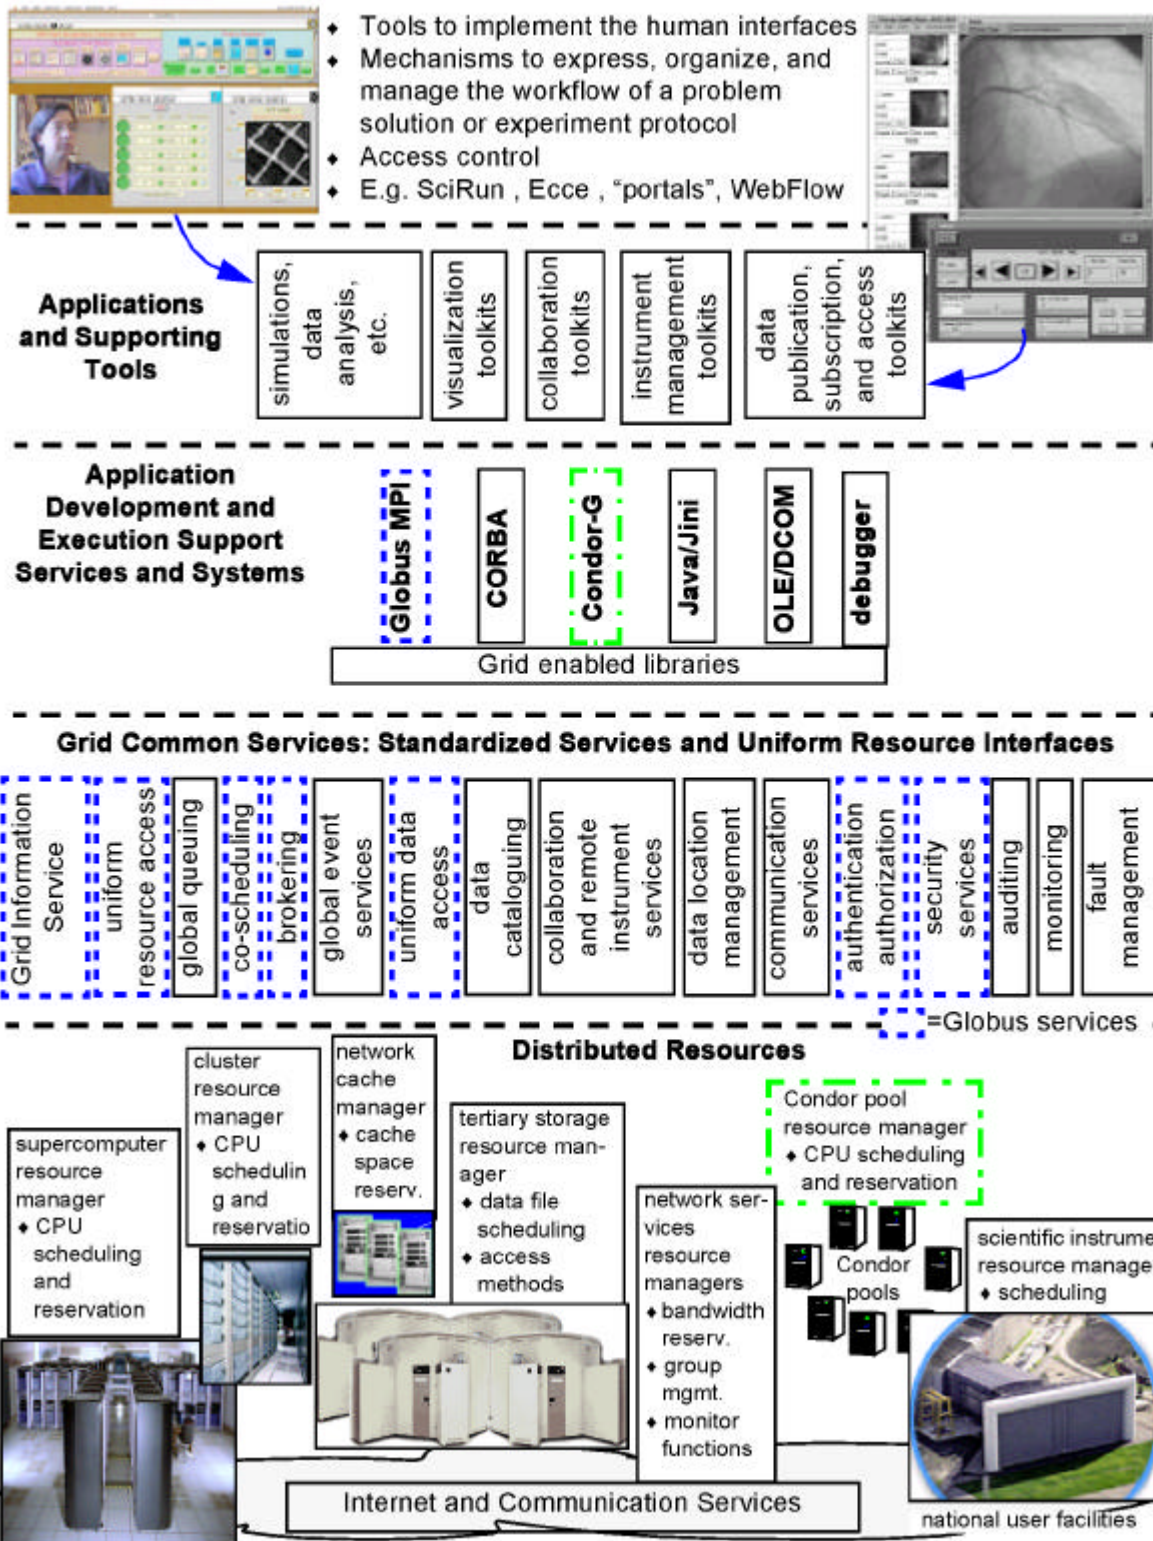 ♦ Tools to implement the human interfaces
♦ Mechanisms to express, organize, and
manage the workflow of a problem
solution or experiment protocol
♦ Access control
♦ E.g. SciRun , Ecce , “portals”, WebFlow
Applications
and Supporting
Tools
simulations,
data
analysis,
etc.
visualization
toolkits
collaboration
toolkits
instrument
management
toolkits
data
publication,
subscription,
and access
toolkits
Application
Development and
Execution Support
Services and Systems
Globus MPI
CORBA
Condor-G
Java/Jini
OLE/DCOM
debugger
Grid enabled libraries
Grid Common Services: Standardized Services and Uniform Resource Interfaces
Grid Information
Service
uniform
resource access
global queuing
co-scheduling
brokering
global event
services
uniform data
access
data
cataloguing
collaboration
and remote
instrument
services
data location
management
communication
services
authentication
authorization
security
services
auditing
monitoring
fault
management
=Globus services
Distributed Resources
supercomputer
resource
manager
♦ CPU
scheduling
and
reservation
cluster
resource
manager
♦ CPU
schedulin
g and
reservatio
network
cache
manager
♦ cache
space
reserv.
tertiary storage
resource man-
ager
♦ data file
scheduling
♦ access
methods
network ser-
vices
resource
managers
♦ bandwidth
reserv.
♦ group
mgmt.
♦ monitor
functions
Condor pool
resource manager
♦ CPU scheduling
and reservation
Condor
pools
scientific instrume
resource manage
♦ scheduling
Internet and Communication Services
national user facilities